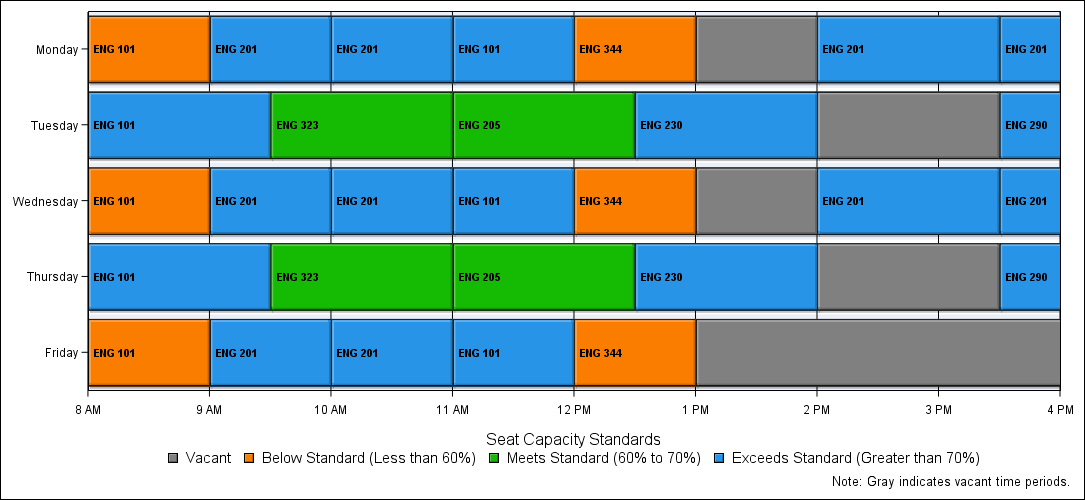 Monday ENG 101 ENG 201 ENG 201 ENG 101 ENG 344 ENG 201 ENG 201
Tuesday ENG 101 ENG 323 ENG 205 ENG 230 ENG 290
Wednesday ENG 101 ENG 201 ENG 201 ENG 101 ENG 344 ENG 201 ENG 201
Thursday ENG 101 ENG 323 ENG 205 ENG 230 ENG 290
Friday ENG 101 ENG 201 ENG 201 ENG 101 ENG 344
8 AM 9 AM 10 AM 11 AM 12 PM 1 PM 2 PM 3 PM 4 PM
Seat Capacity Standards
Vacant Below Standard (Less than 60%) Meets Standard (60% to 70%) Exceeds Standard (Greater than 70%)
Note: Gray indicates vacant time periods.